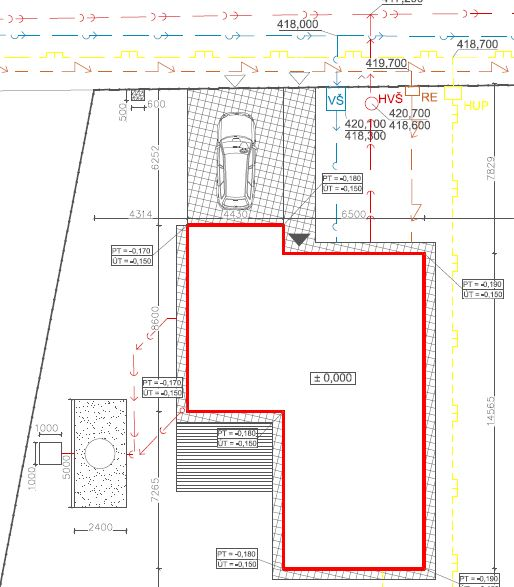 418,000
418,700
419,700
VŠ
HVŠ
RE
HUP
500
600
420,100
418,300
420,700
418,600
6252
7829
PT = -0,180
ÚT = -0,150
4314
4430
6500
PT = -0,170
ÚT = -0,150
PT = -0,190
ÚT = -0,150
8600
± 0,000
PT = -0,170
ÚT = -0,150
1000
5000
1000
PT = -0,180
ÚT = -0,150
14565
7265
2400
PT = -0,180
ÚT = -0,150
PT = -0,190